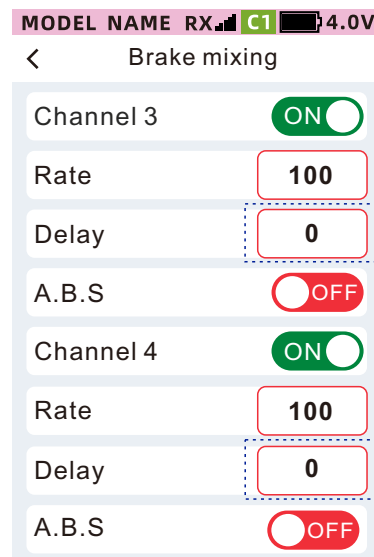 MODEL NAME RX C1 4.0V
< Brake mixing
Channel 3 ON
Rate 100
Delay 0
A.B.S OFF
Channel 4 ON
Rate 100
Delay 0
A.B.S OFF